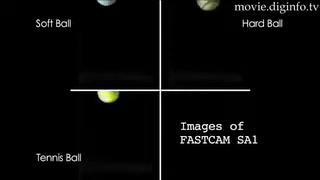 movie.diginfo.tv
Soft Ball
Hard Ball
Tennis Ball
Images of
FASTCAM SA1